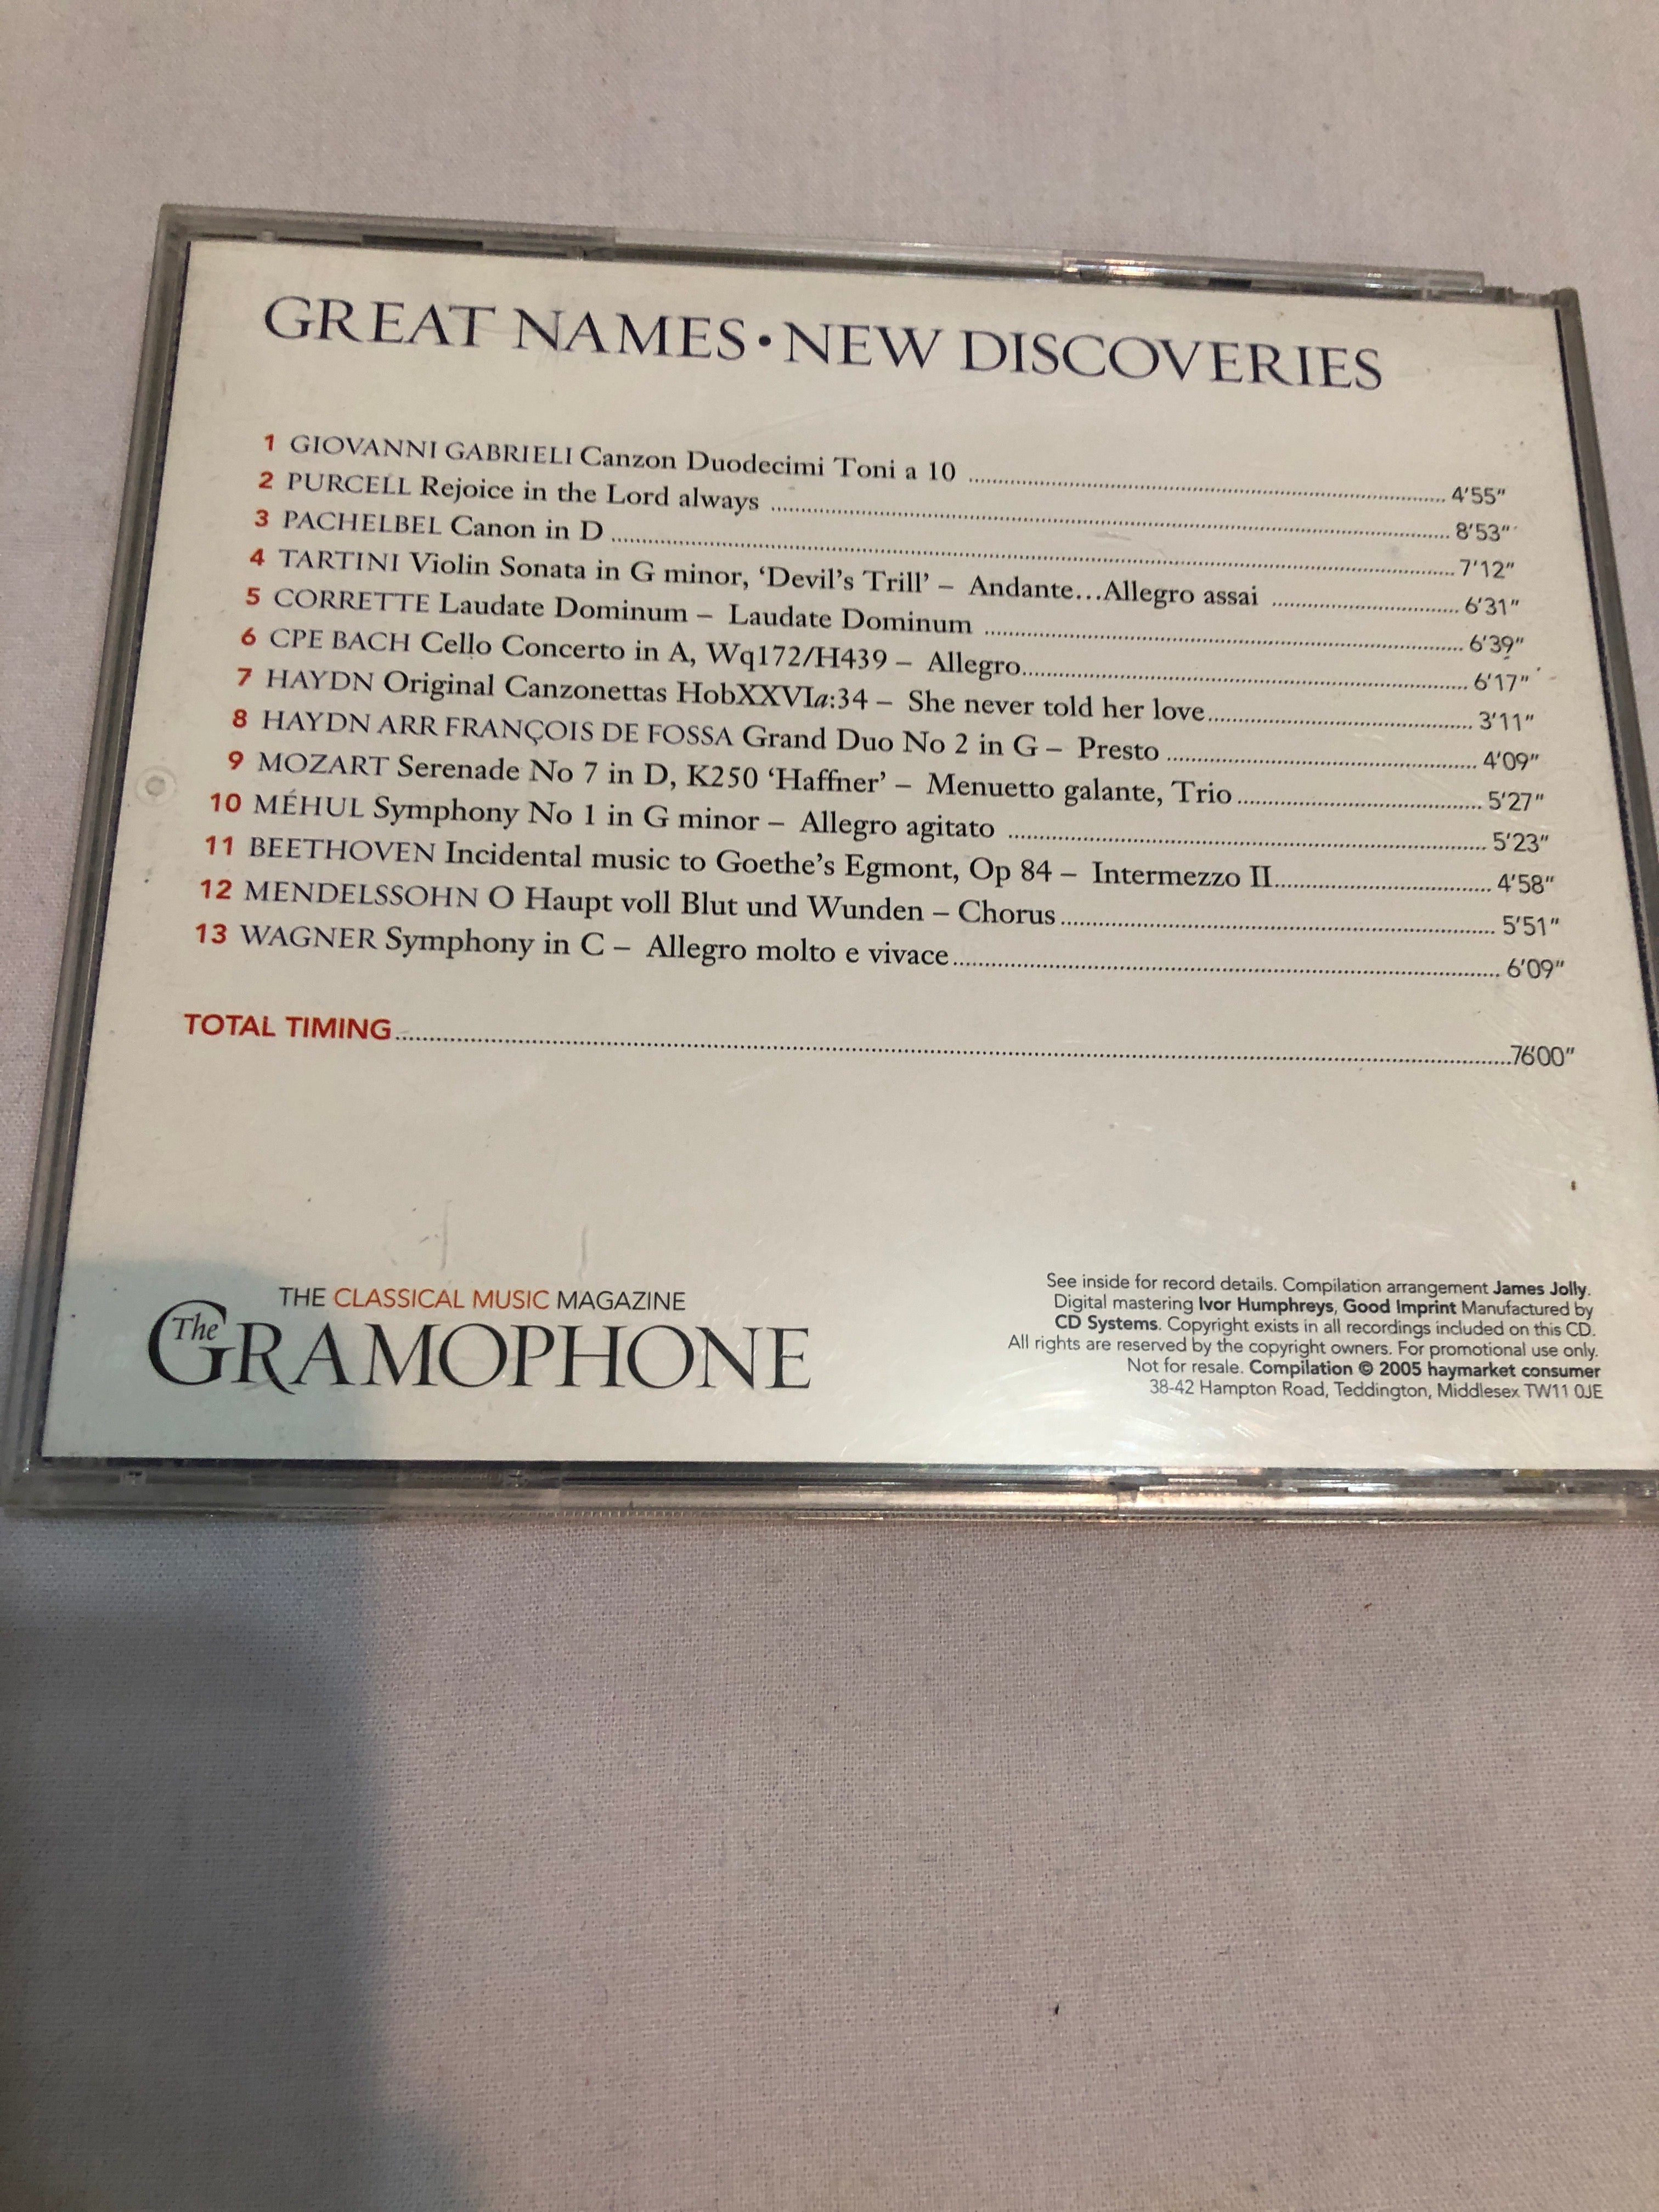 GREAT NAMES • NEW DISCOVERIES
1 GIOVANNI GABRIELI Canzon Duodecimi Toni a 10 4'55"
2 PURCELL Rejoice in the Lord always 8'53"
3 PACHELBEL Canon in D 7'12"
4 TARTINI Violin Sonata in G minor, ‘Devil’s Trill’ – Andante...Allegro assai 6'31"
5 CORRETTE Laudate Dominum – Laudate Dominum 6'39"
6 CPE BACH Cello Concerto in A, Wq172/H439 – Allegro 6'17"
7 HAYDN Original Canzonettas HobXXVIa:34 – She never told her love 3'11"
8 HAYDN ARR FRANÇOIS DE FOSSA Grand Duo No 2 in G – Presto 4'09"
9 MOZART Serenade No 7 in D, K250 ‘Haffner’ – Menuetto galante, Trio 5'27"
10 MÉHUL Symphony No 1 in G minor – Allegro agitato 5'23"
11 BEETHOVEN Incidental music to Goethe’s Egmont, Op 84 – Intermezzo II 4'58"
12 MENDELSSOHN O Haupt voll Blut und Wunden – Chorus 5'51"
13 WAGNER Symphony in C – Allegro molto e vivace 6'09"
TOTAL TIMING 76'00"
THE CLASSICAL MUSIC MAGAZINE
The GRAMOPHONE
See inside for record details. Compilation arrangement James Jolly.
Digital mastering Ivor Humphreys, Good Imprint Manufactured by
CD Systems. Copyright exists in all recordings included on this CD.
All rights are reserved by the copyright owners. For promotional use only.
Not for resale. Compilation © 2005 haymarket consumer
38-42 Hampton Road, Teddington, Middlesex TW11 0JE